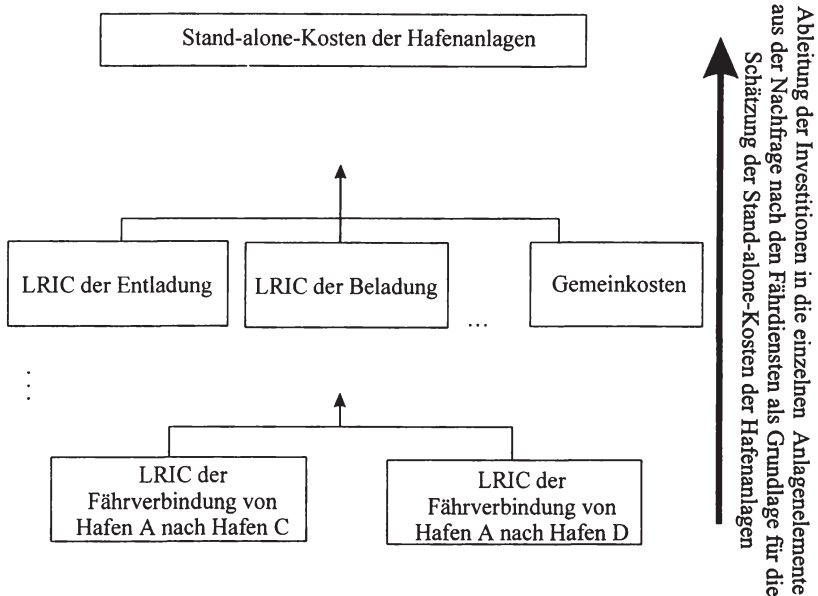 Stand-alone-Kosten der Hafenanlagen
LRIC der Entladung
LRIC der Beladung
...
Gemeinkosten
...
LRIC der
Fährverbindung von
Hafen A nach Hafen C
LRIC der
Fährverbindung von
Hafen A nach Hafen D
Ableitung der Investitionen in die einzelnen Anlagenelemente
aus der Nachfrage nach den Fährdiensten als Grundlage für die
Schätzung der Stand-alone-Kosten der Hafenanlagen